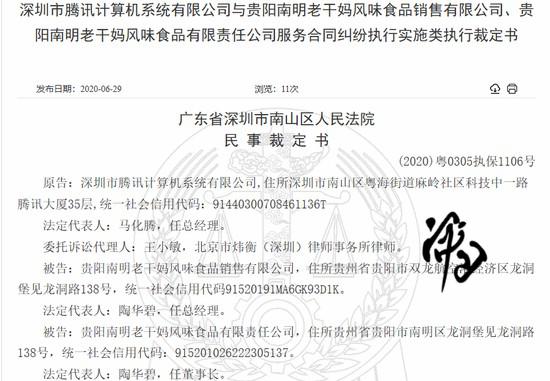 深圳市腾讯计算机系统有限公司与贵阳南明老干妈风味食品销售有限公司、贵
阳南明老干妈风味食品有限责任公司服务合同纠纷执行实施类执行裁定书
发布日期：2020-06-29 浏览：11次
广东省深圳市南山区人民法院
民事裁定书
(2020)粤0305执保1106号
原告：深圳市腾讯计算机系统有限公司,住所深圳市南山区粤海街道麻岭社区科技中一路
腾讯大厦35层,统一社会信用代码：91440300708461136T
法定代表人：马化腾，任总经理。
委托诉讼代理人：王小敏，北京市炜衡（深圳）律师事务所律师。
被告：贵阳南明老干妈风味食品销售有限公司，住所贵州省贵阳市双龙航空港经济区龙洞
堡见龙洞路138号，统一社会信用代码91520191MA6GK93D1K。
法定代表人：陶华碧，任总经理。
被告：贵阳南明老干妈风味食品有限责任公司，住所贵州省贵阳市南明区龙洞堡见龙洞路
138号，统一社会信用代码：915201026222305137。
法定代表人：陶华碧，任董事长。